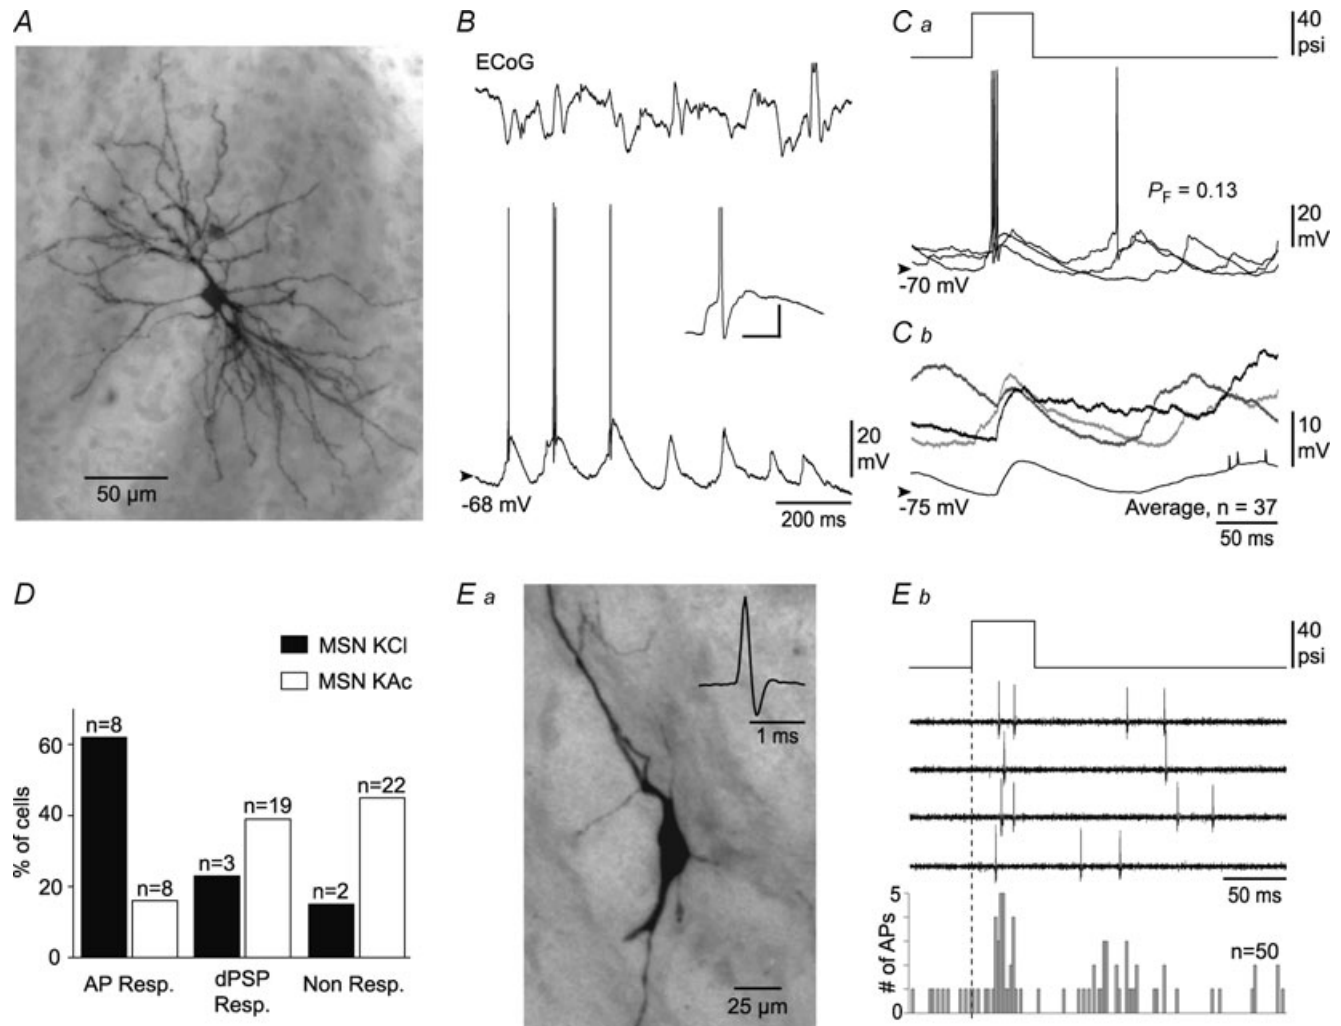 A
50 µm
B
ECoG
20
mV
-68 mV
200 ms
C a
40
psi
PF = 0.13
20
mV
-70 mV
C b
10
mV
-75 mV
Average, n = 37
50 ms
D
MSN KCl
MSN KAc
% of cells
60
40
20
0
n=8
n=8
n=3
n=19
n=2
n=22
AP Resp.
dPSP
Resp.
Non Resp.
E a
1 ms
25 µm
E b
40
psi
50 ms
# of APs
5
0
n=50